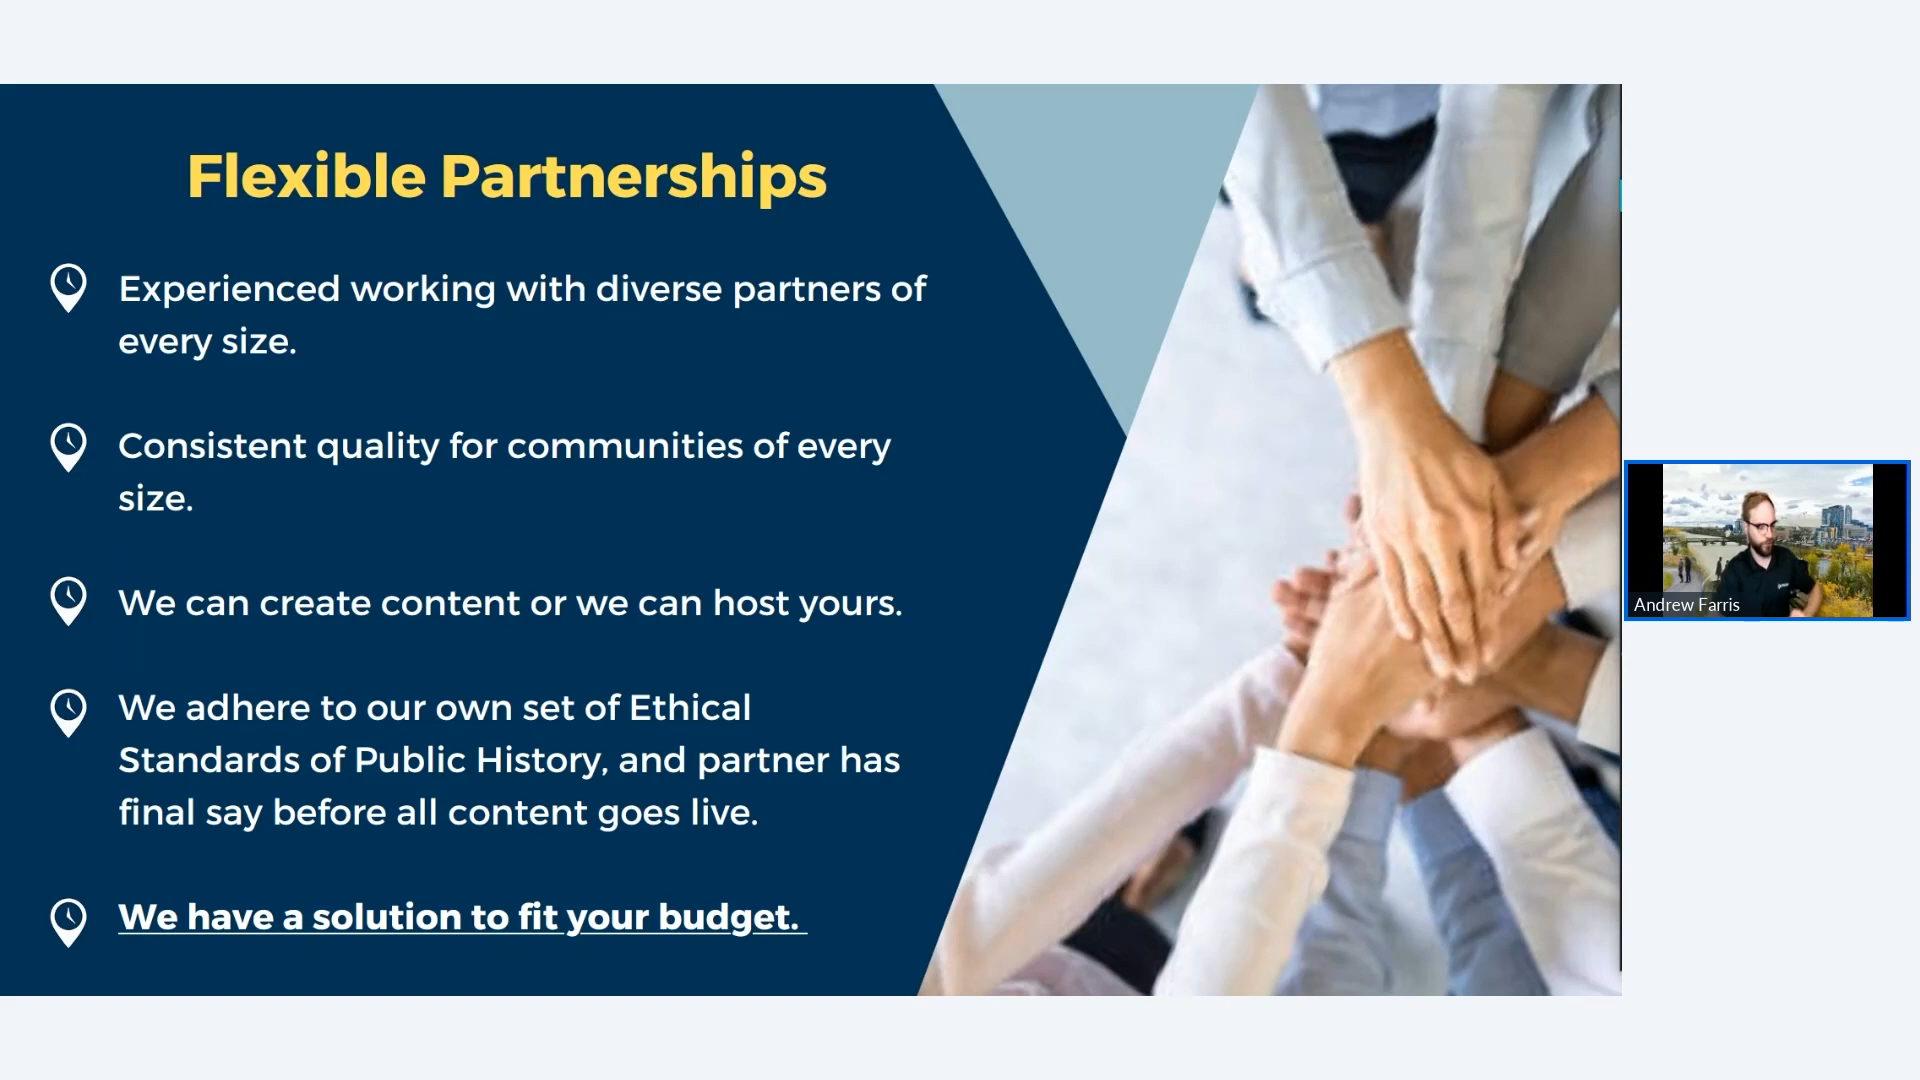 Flexible Partnerships
Experienced working with diverse partners of
every size.
Consistent quality for communities of every
size.
We can create content or we can host yours.
We adhere to our own set of Ethical
Standards of Public History, and partner has
final say before all content goes live.
We have a solution to fit your budget.
Andrew Farris